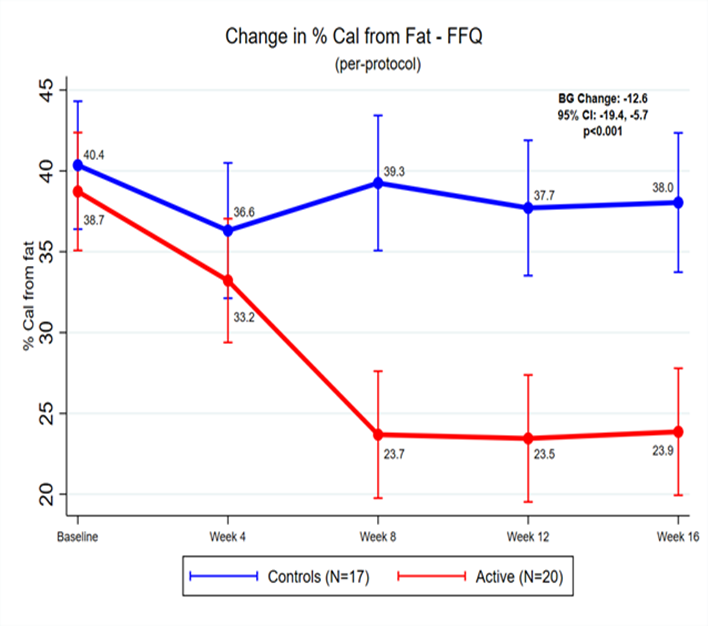 Change in % Cal from Fat - FFQ
(per-protocol)
BG Change: -12.6
95% CI: -19.4, -5.7
p<0.001
% Cal from fat
45
40
35
30
25
20
40.4
36.6
39.3
37.7
38.0
38.7
33.2
23.7
23.5
23.9
Baseline Week 4 Week 8 Week 12 Week 16
Controls (N=17) Active (N=20)